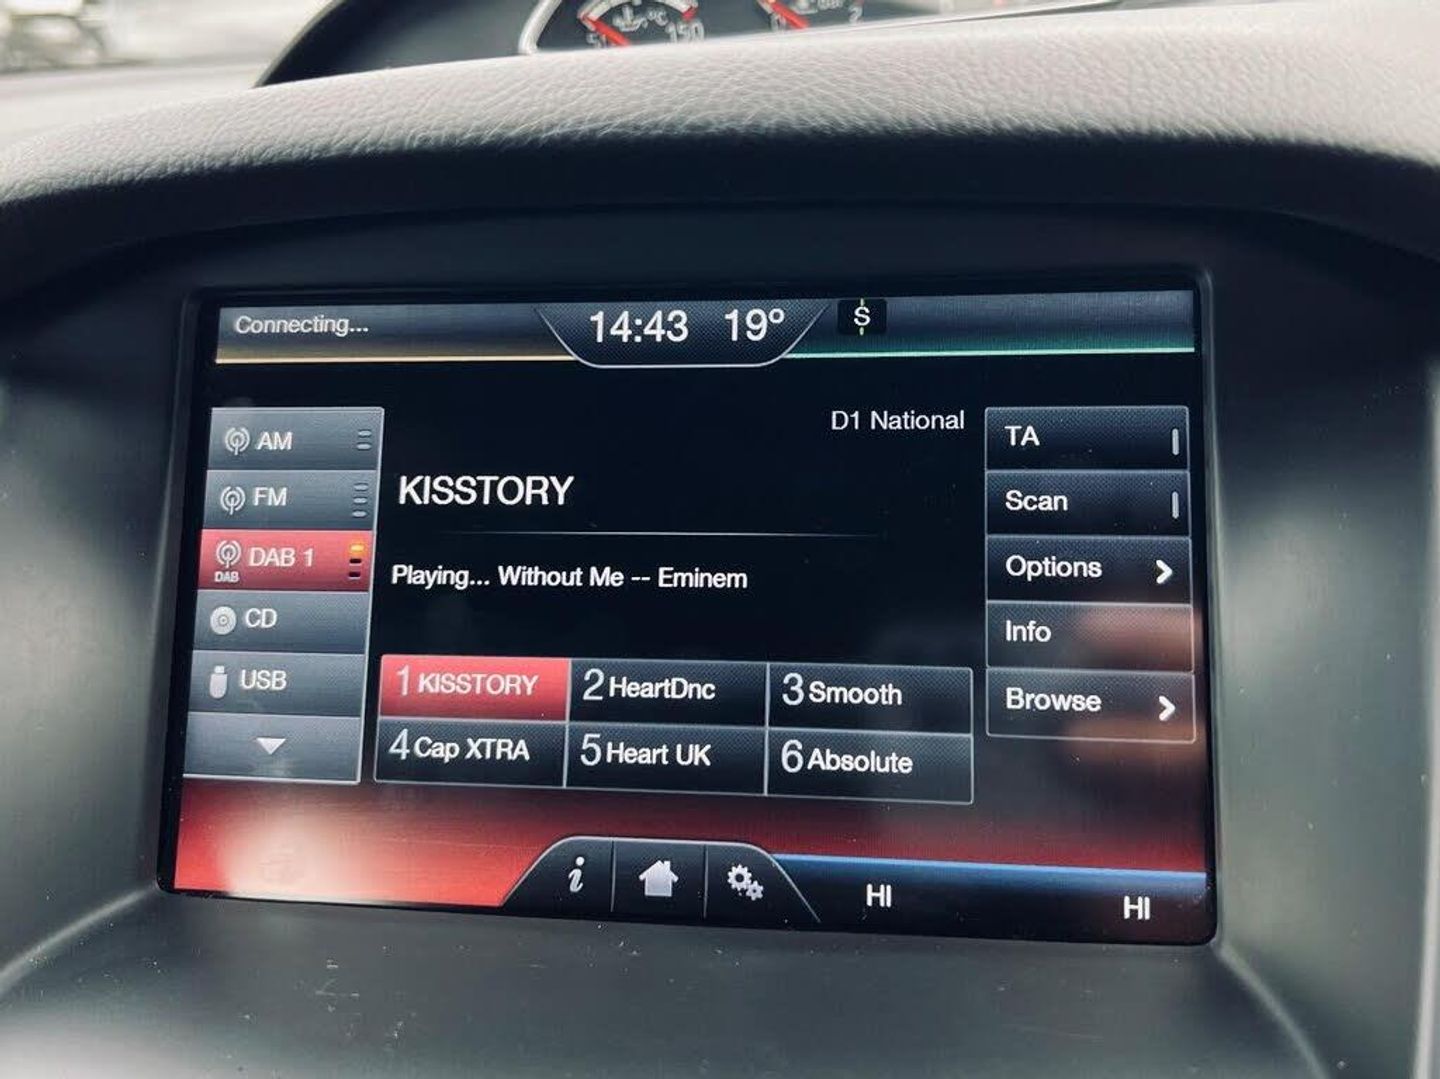 °C
150
Connecting...
14:43 19º
S
AM
FM
DAB
DAB 1
CD
USB
D1 National
KISSTORY
Playing... Without Me -- Eminem
1 KISSTORY
2 HeartDnc
3 Smooth
4 Cap XTRA
5 Heart UK
6 Absolute
TA
Scan
Options
Info
Browse
i
HI
HI